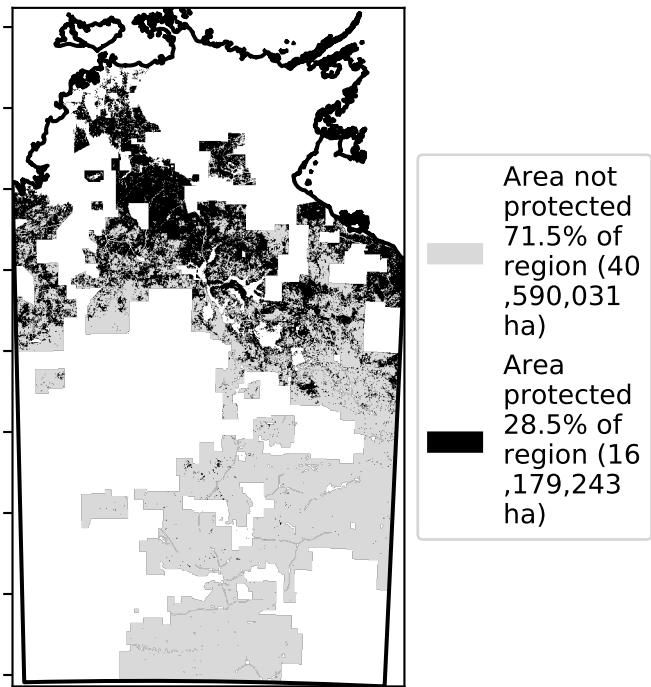 Area not
protected
71.5% of
region (40
,590,031
ha)
Area
protected
28.5% of
region (16
,179,243
ha)